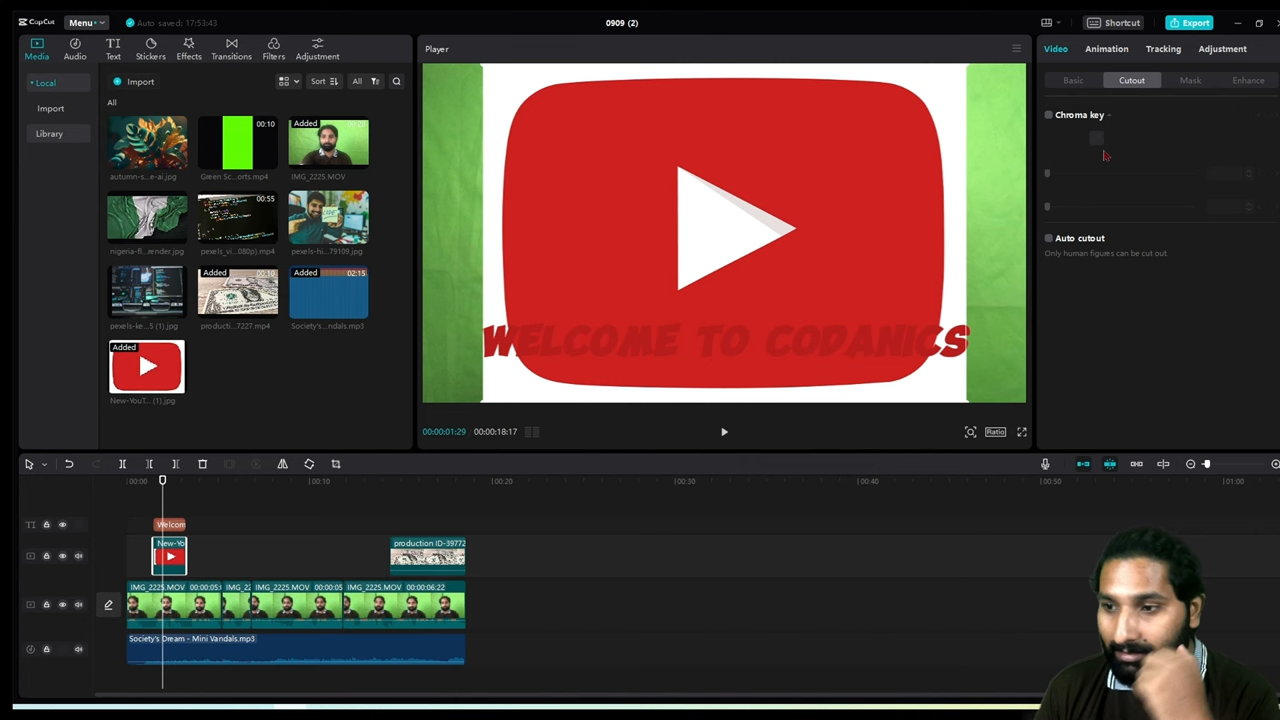 CapCut
Menu
Auto saved: 17:53:43
0909 (2)
Shortcut
Export
Media
Audio
Text
Stickers
Effects
Transitions
Filters
Adjustment
Local
Import
Library
Import
Sort
All
All
autumn-s...e-ai.jpg
00:10
Green Sc...orts.mp4
Added
IMG_2225.MOV
nigeria-fl...render.jpg
00:55
pexels_vi...080p).mp4
pexels-hi...79109.jpg
pexels-ke...5 (1).jpg
Added
00:10
producti...7227.mp4
Added
02:15
Society's...ndals.mp3
Added
New-YouT... (1).jpg
Player
WELCOME TO CODANICS
00:00:01:29
00:00:18:17
Ratio
Video
Animation
Tracking
Adjustment
Basic
Cutout
Mask
Enhance
Chroma key
Auto cutout
Only human figures can be cut out.
00:00
00:10
00:20
00:30
00:40
00:50
01:00
TI
Welcom
New-Yo
production ID-39772
IMG_2225.MOV
IMG_2
IMG_2225.MOV
00:00:05
IMG_2225.MOV
00:00:06:22
Society's Dream - Mini Vandals.mp3